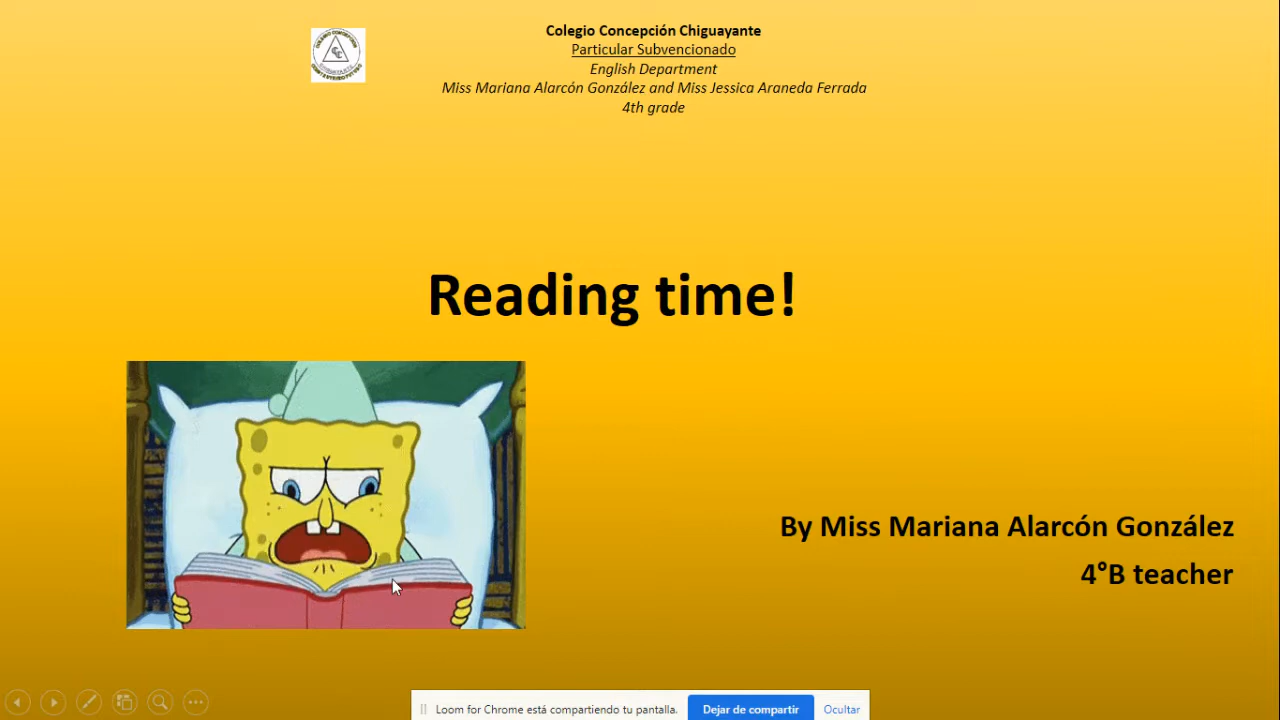 Colegio Concepción Chiguayante
Particular Subvencionado
English Department
Miss Mariana Alarcón González and Miss Jessica Araneda Ferrada
4th grade
Reading time!
By Miss Mariana Alarcón González
4°B teacher
Loom for Chrome está compartiendo tu pantalla.
Dejar de compartir
Ocultar